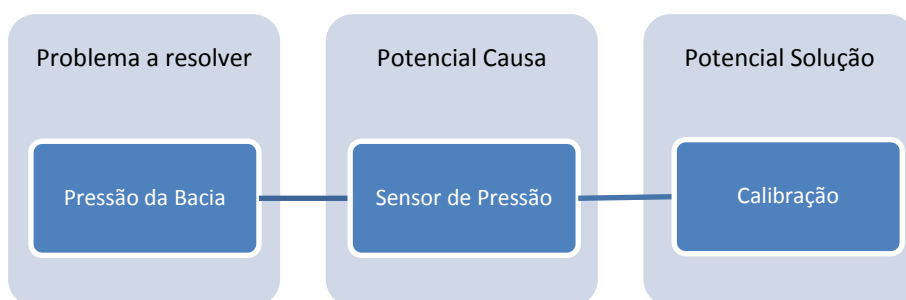 Problema a resolver
Potencial Causa
Potencial Solução
Pressão da Bacia
Sensor de Pressão
Calibração